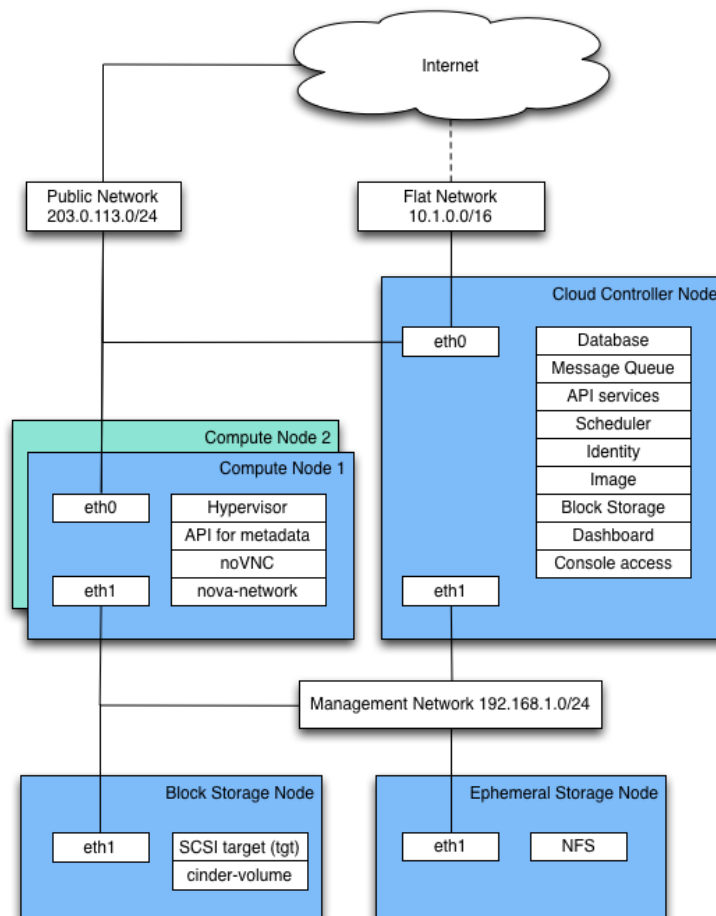 Internet
Public Network
203.0.113.0/24
Flat Network
10.1.0.0/16
Cloud Controller Node
eth0
Database
Message Queue
API services
Scheduler
Identity
Image
Block Storage
Dashboard
Console access
eth1
Compute Node 2
Compute Node 1
eth0
Hypervisor
API for metadata
noVNC
nova-network
eth1
Management Network 192.168.1.0/24
Block Storage Node
eth1
SCSI target (tgt)
cinder-volume
Ephemeral Storage Node
eth1
NFS